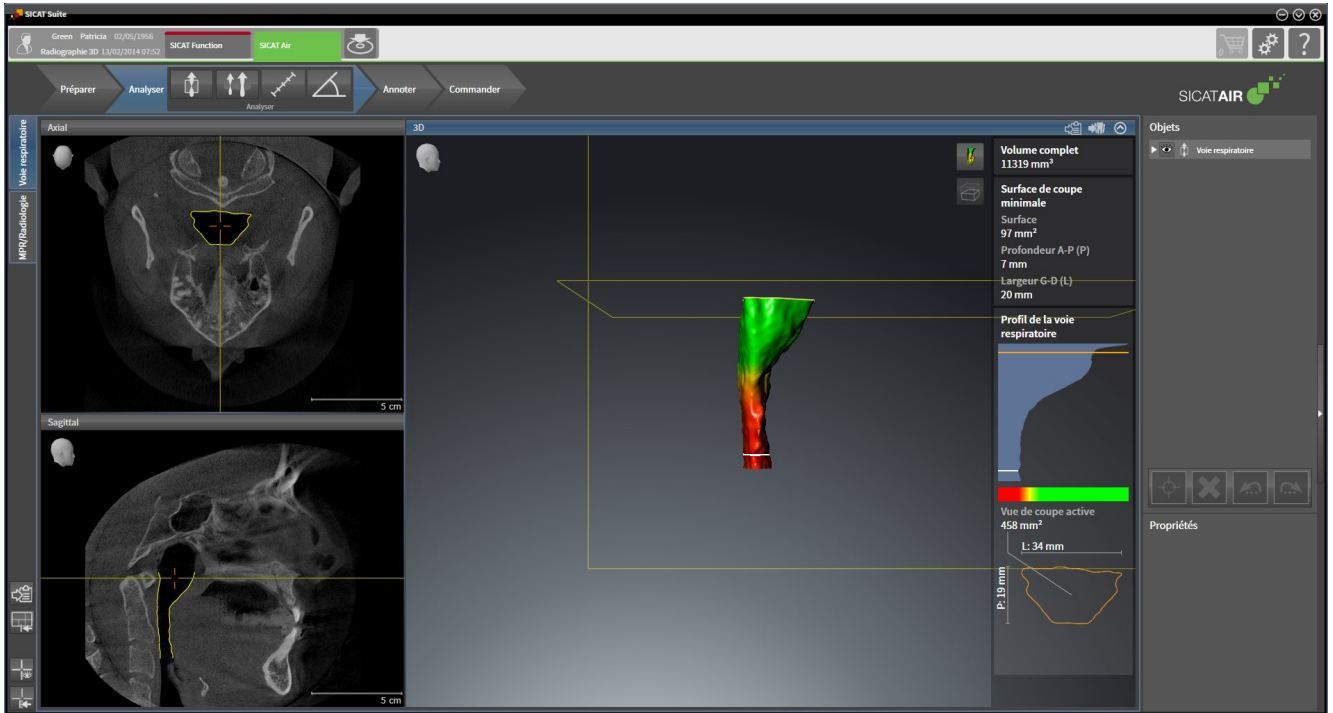 SICAT Suite
Green Patricia 02/05/1956
Radiographie 3D 13/02/2014 07:52
SICAT Function
SICAT Air
0
?
Préparer
Analyser
Analyser
Annoter
Commander
SICATAIR
Voie respiratoire
MPR/Radiologie
Axial
5 cm
Sagittal
5 cm
3D
Volume complet
11319 mm³
Surface de coupe
minimale
Surface
97 mm²
Profondeur A-P (P)
7 mm
Largeur G-D (L)
20 mm
Profil de la voie
respiratoire
Vue de coupe active
458 mm²
L: 34 mm
P: 19 mm
Objets
Voie respiratoire
Propriétés